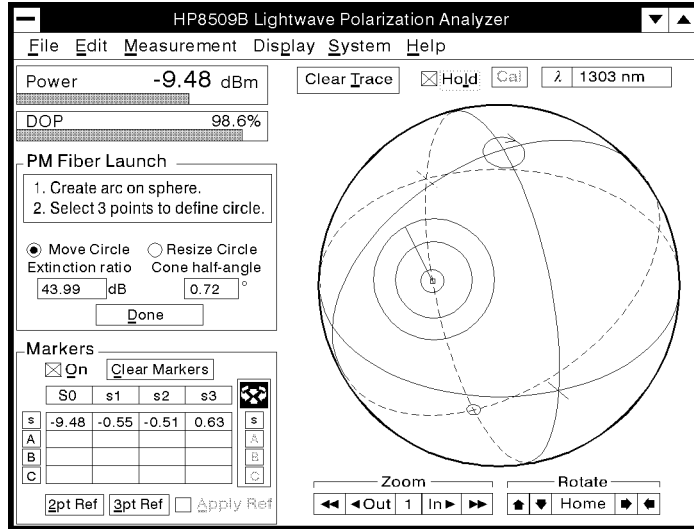 HP8509B Lightwave Polarization Analyzer
File Edit Measurement Display System Help
Power -9.48 dBm
DOP 98.6%
Clear Trace
Hold
Cal
λ 1303 nm
PM Fiber Launch
1. Create arc on sphere.
2. Select 3 points to define circle.
Move Circle Resize Circle
Extinction ratio Cone half-angle
43.99 dB 0.72 °
Done
Markers
On Clear Markers
S0 s1 s2 s3
s -9.48 -0.55 -0.51 0.63 s
A A
B B
C C
2pt Ref 3pt Ref Apply Ref
Zoom
Out 1 In
Rotate
Home